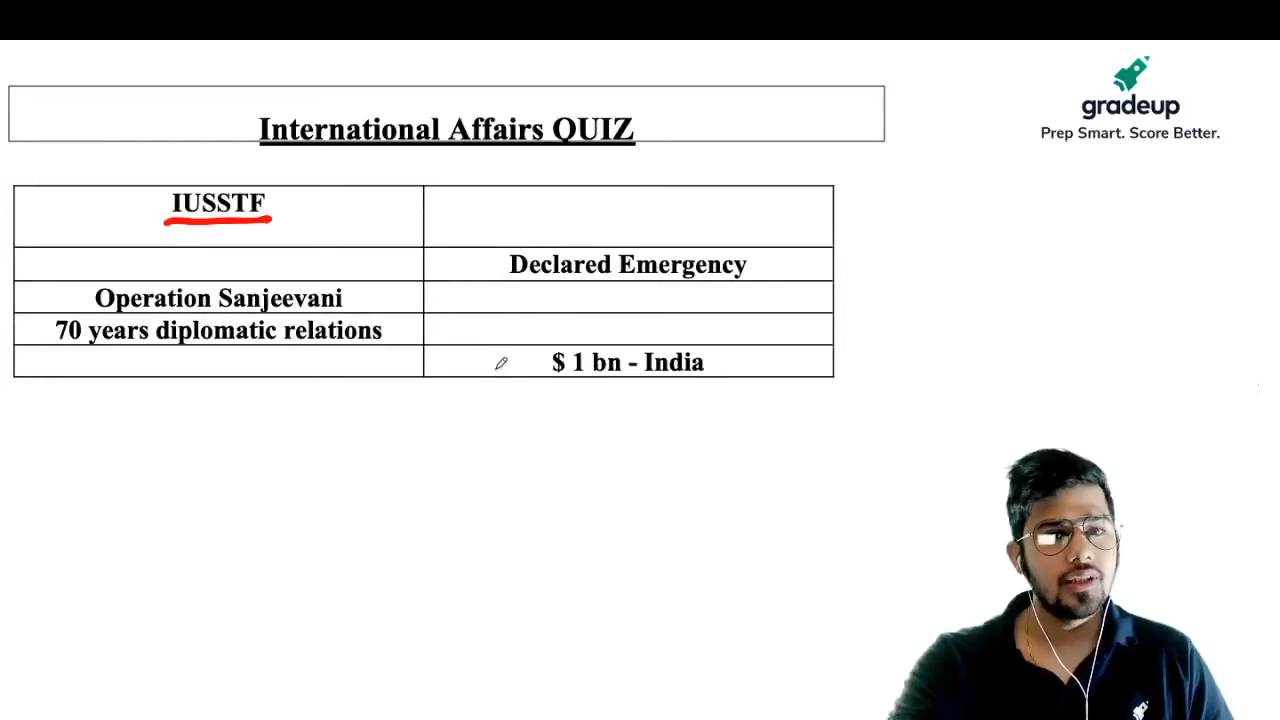 gradeup
Prep Smart. Score Better.
International Affairs QUIZ
IUSSTF
Declared Emergency
Operation Sanjeevani
70 years diplomatic relations
$ 1 bn - India